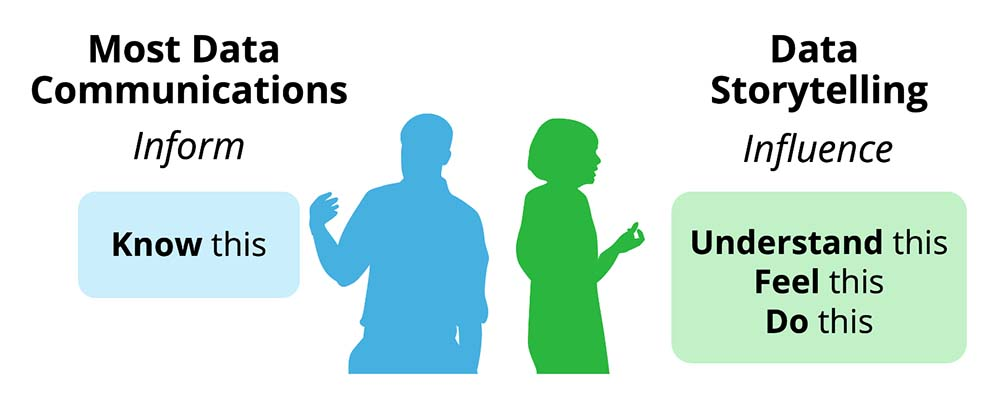 Most Data
Communications
Inform
Know this
Data
Storytelling
Influence
Understand this
Feel this
Do this